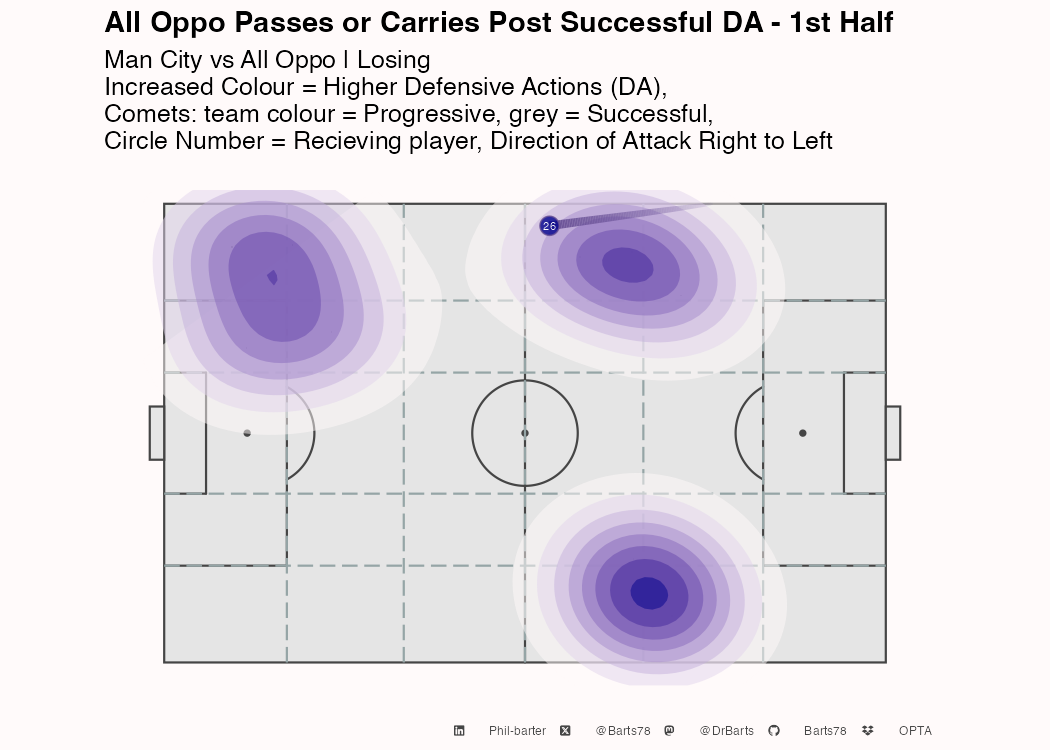 All Oppo Passes or Carries Post Successful DA - 1st Half
Man City vs All Oppo | Losing
Increased Colour = Higher Defensive Actions (DA),
Comets: team colour = Progressive, grey = Successful,
Circle Number = Recieving player, Direction of Attack Right to Left
26
Phil-barter @Barts78 @DrBarts Barts78 OPTA